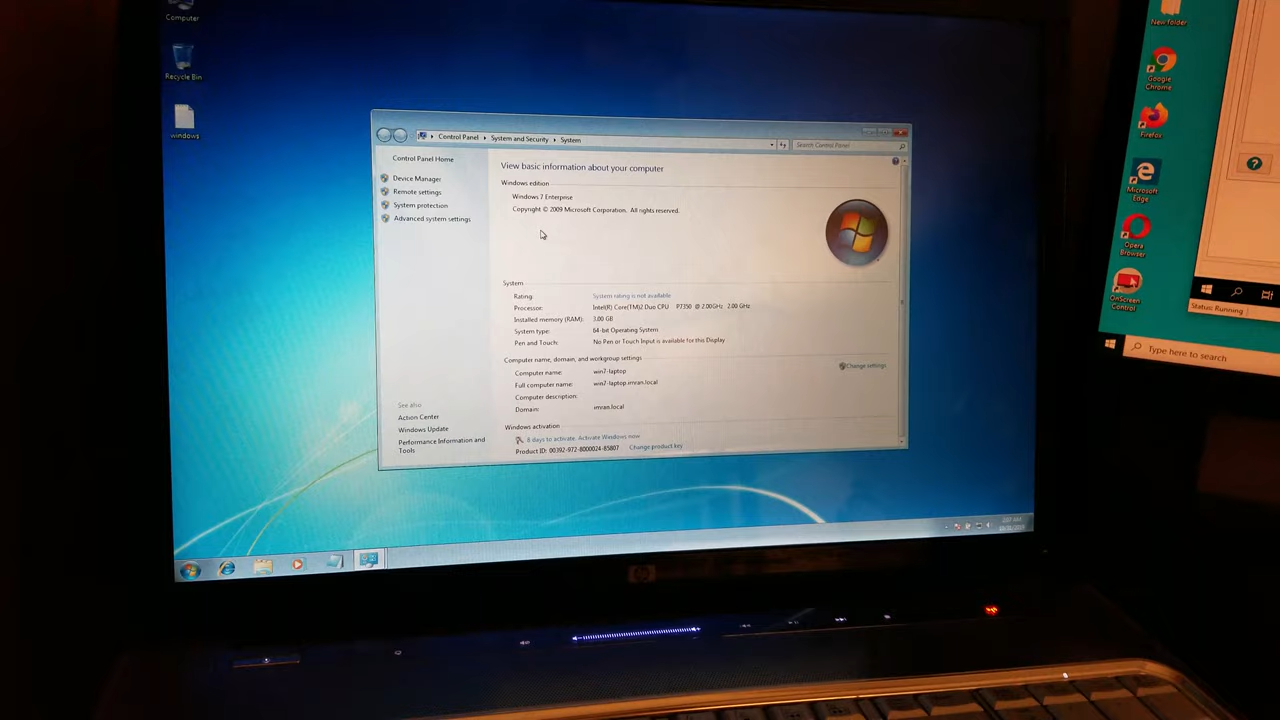 Computer
Recycle Bin
windows
Control Panel
System and Security
System
Search Control Panel
Control Panel Home
Device Manager
Remote settings
System protection
Advanced system settings
See also
Action Center
Windows Update
Performance Information and
Tools
View basic information about your computer
Windows edition
Windows 7 Enterprise
Copyright © 2009 Microsoft Corporation. All rights reserved.
System
Rating: System rating is not available
Processor: Intel(R) Core(TM)2 Duo CPU P7350 @ 2.00GHz 2.00 GHz
Installed memory (RAM): 3.00 GB
System type: 64-bit Operating System
Pen and Touch: No Pen or Touch Input is available for this Display
Computer name, domain, and workgroup settings
Computer name: win7-laptop
Change settings
Full computer name: win7-laptop.imran.local
Computer description:
Domain: imran.local
Windows activation
8 days to activate. Activate Windows now
Product ID: 00392-972-8000024-85807 Change product key
hp
New folder
Google
Chrome
Firefox
Microsoft
Edge
Opera
Browser
OnScreen
Control
Status: Running
Type here to search